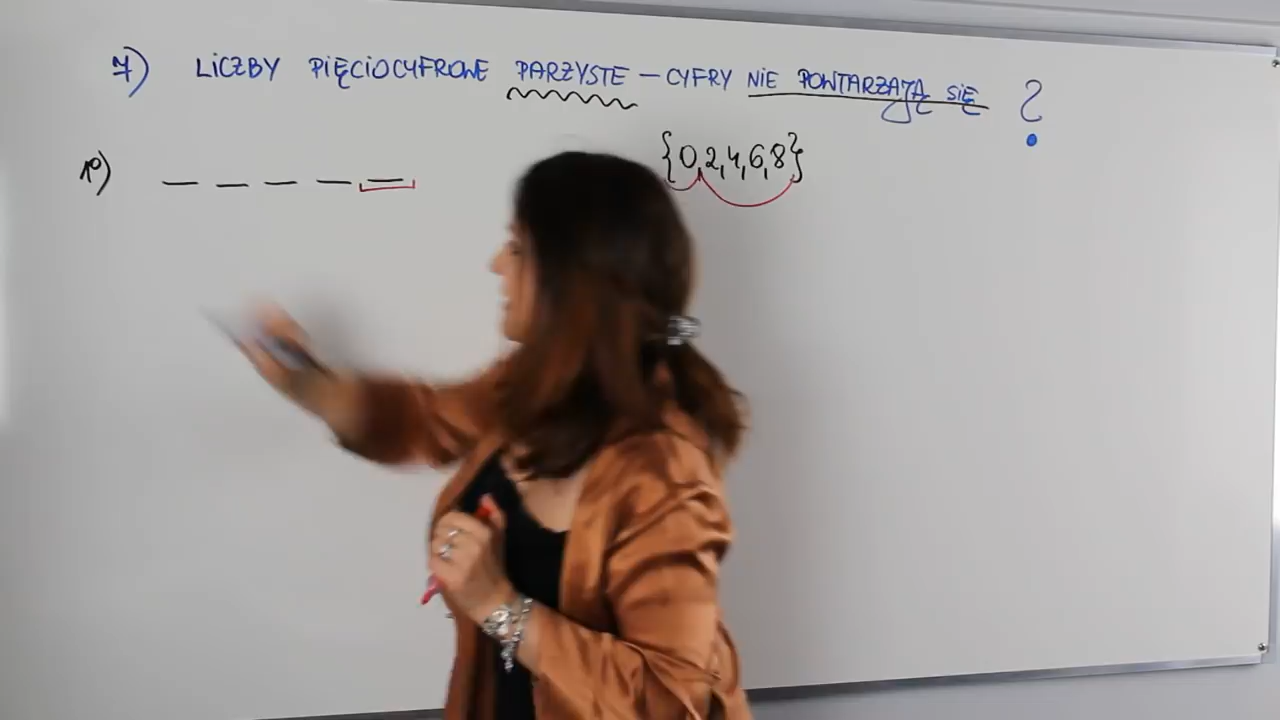 7) LICZBY PIĘCIOCYFROWE PARZYSTE – CYFRY NIE POWTARZAJĄ SIĘ ?
1°) _ _ _ _ _ {0,2,4,6,8}